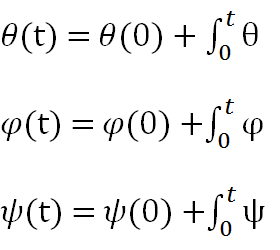 θ(t) = θ(0) + ∫₀ᵗ θ
φ(t) = φ(0) +∫₀ᵗ φ
ψ(t) = ψ(0) +∫₀ᵗ ψ